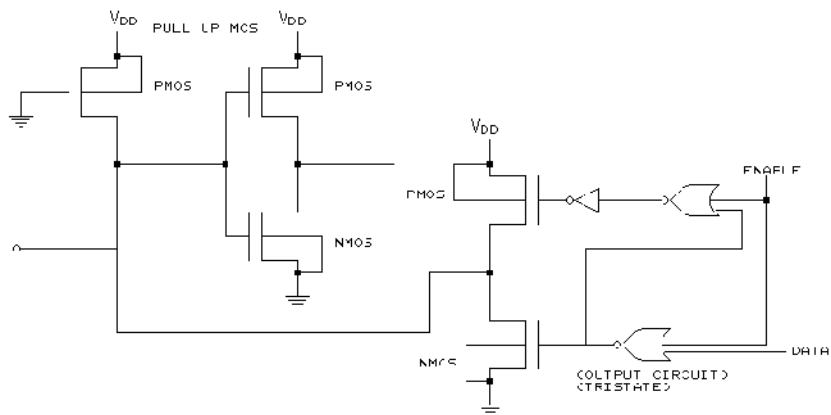 VDD
PULL UP MOS
VDD
PMOS
PMOS
VDD
ENABLE
PMOS
NMOS
NMOS
DATA
(OUTPUT CIRCUIT)
(TRISTATE)